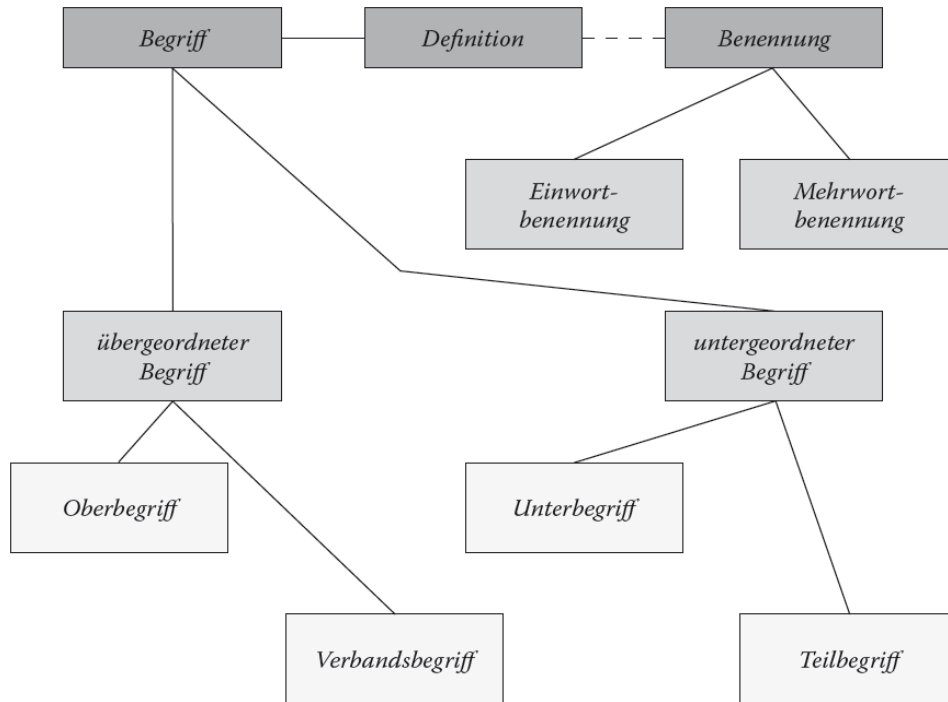 Begriff
Definition
Benennung
Einwort-
benennung
Mehrwort-
benennung
übergeordneter
Begriff
untergeordneter
Begriff
Oberbegriff
Unterbegriff
Verbandsbegriff
Teilbegriff